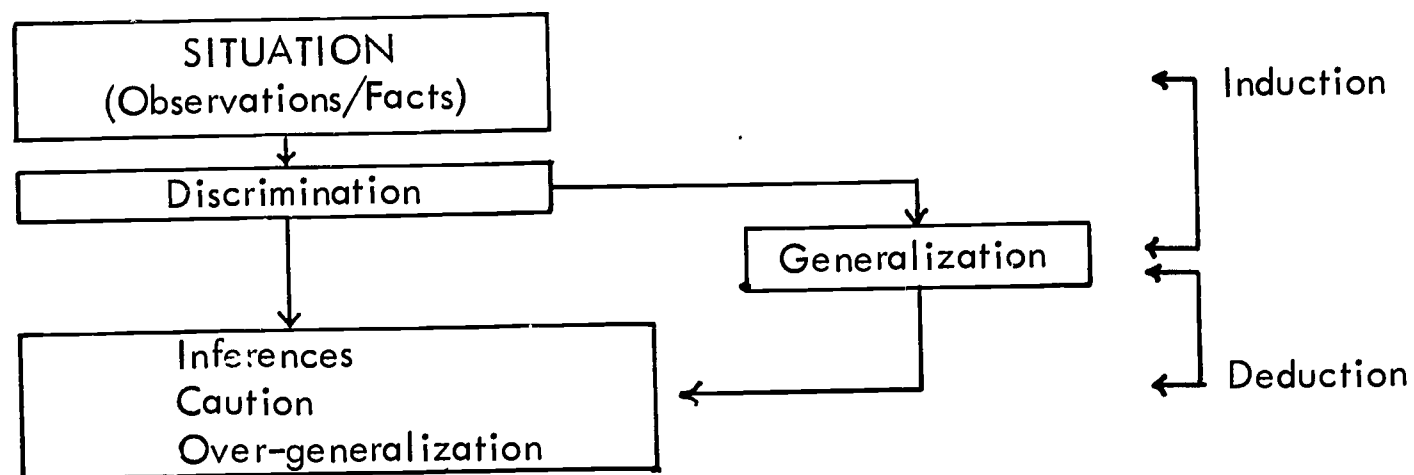 SITUATION
(Observations/Facts)
Induction
Discrimination
Generalization
Inferences
Caution
Over-generalization
Deduction